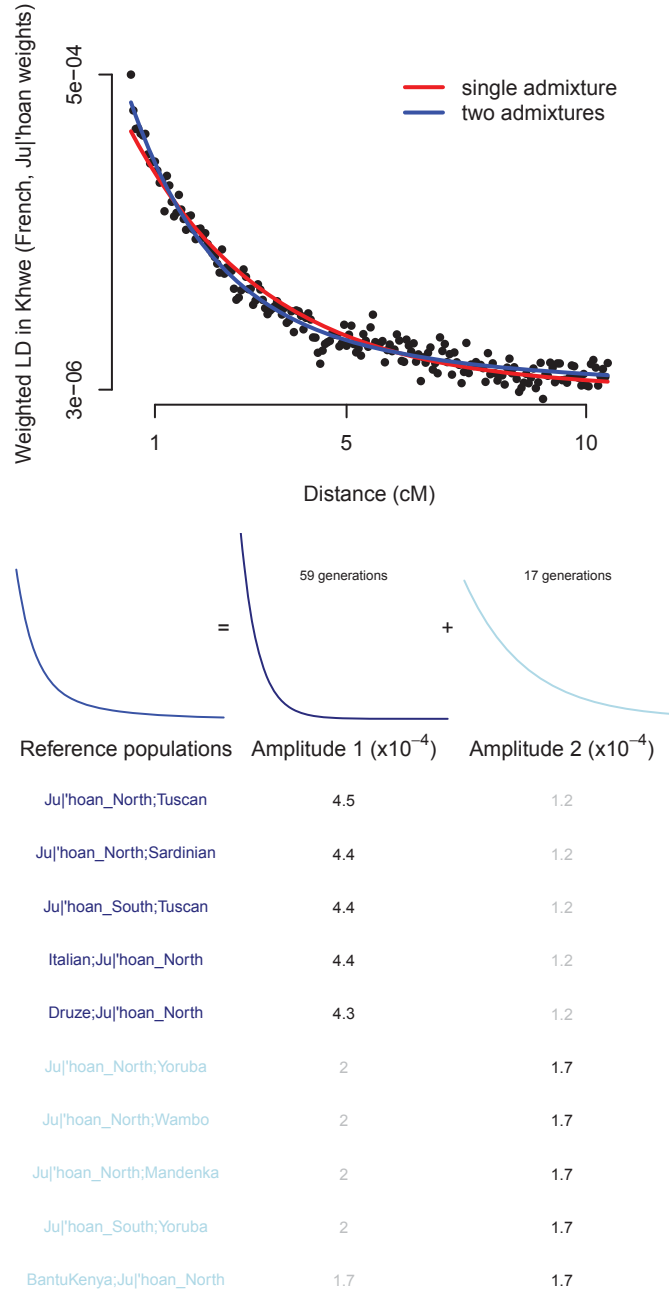 Weighted LD in Khwe (French, Ju|'hoan weights)
5e−04
3e−06
single admixture
two admixtures
1 5 10
Distance (cM)
59 generations 17 generations
= +
Reference populations Amplitude 1 (x10−4) Amplitude 2 (x10−4)
Ju|'hoan_North;Tuscan 4.5 1.2
Ju|'hoan_North;Sardinian 4.4 1.2
Ju|'hoan_South;Tuscan 4.4 1.2
Italian;Ju|'hoan_North 4.4 1.2
Druze;Ju|'hoan_North 4.3 1.2
Ju|'hoan_North;Yoruba 2 1.7
Ju|'hoan_North;Wambo 2 1.7
Ju|'hoan_North;Mandenka 2 1.7
Ju|'hoan_South;Yoruba 2 1.7
BantuKenya;Ju|'hoan_North 1.7 1.7